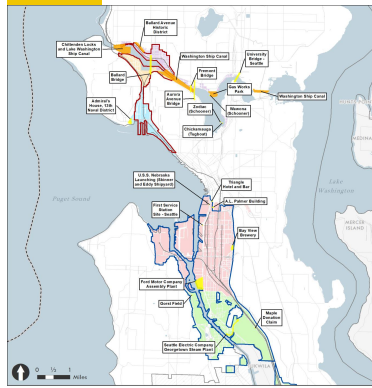 Ballard Avenue
Historic
District
Chittenden Locks
and Lake Washington
Ship Canal
Washington Ship Canal
University
Bridge -
Seattle
Fremont
Bridge
Ballard
Bridge
Aurora
Avenue
Bridge
Gas Works
Park
Washington Ship Canal
Admiral's
House, 13th
Naval District
Zodiac
(Schooner)
Wawona
(Schooner)
Chickamauga
(Tugboat)
U.S.S. Nebraska
Launching (Skinner
and Eddy Shipyard)
Triangle
Hotel and Bar
Lake
Washington
Puget Sound
First Service
Station
Site - Seattle
A.L. Palmer Building
MERCER
ISLAND
Bay View
Brewery
Ford Motor Company
Assembly Plant
Guest Field
Maple
Donation
Claim
Seattle Electric Company
Georgetown Steam Plant
TUKWILA
0 ½ 1
Miles